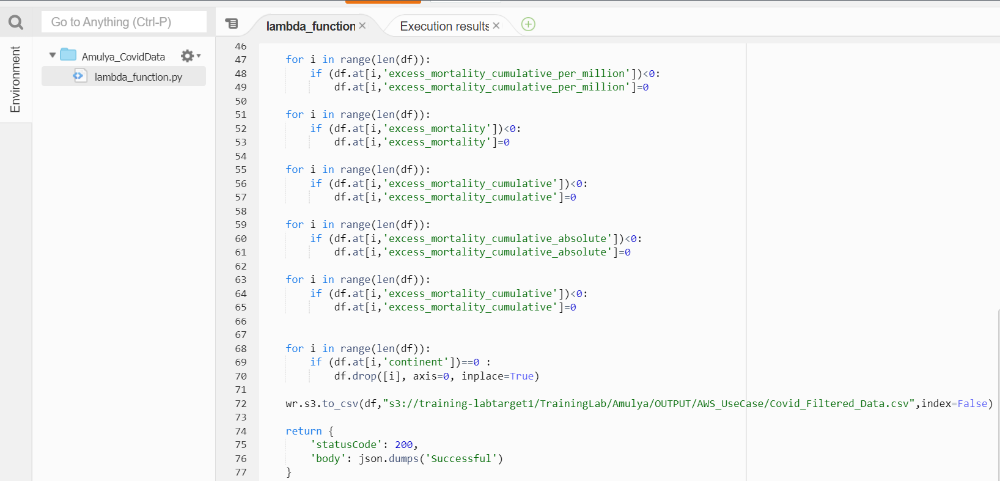 Go to Anything (Ctrl-P)
Environment
Amulya_CovidData
lambda_function.py
lambda_function
Execution results
46
47 for i in range(len(df)):
48 if (df.at[i,'excess_mortality_cumulative_per_million'])<0:
49 df.at[i,'excess_mortality_cumulative_per_million']=0
50
51 for i in range(len(df)):
52 if (df.at[i,'excess_mortality'])<0:
53 df.at[i,'excess_mortality']=0
54
55 for i in range(len(df)):
56 if (df.at[i,'excess_mortality_cumulative'])<0:
57 df.at[i,'excess_mortality_cumulative']=0
58
59 for i in range(len(df)):
60 if (df.at[i,'excess_mortality_cumulative_absolute'])<0:
61 df.at[i,'excess_mortality_cumulative_absolute']=0
62
63 for i in range(len(df)):
64 if (df.at[i,'excess_mortality_cumulative'])<0:
65 df.at[i,'excess_mortality_cumulative']=0
66
67
68 for i in range(len(df)):
69 if (df.at[i,'continent'])==0 :
70 df.drop([i], axis=0, inplace=True)
71
72 wr.s3.to_csv(df,"s3://training-labtarget1/TrainingLab/Amulya/OUTPUT/AWS_UseCase/Covid_Filtered_Data.csv",index=False)
73
74 return {
75 'statusCode': 200,
76 'body': json.dumps('Successful')
77 }